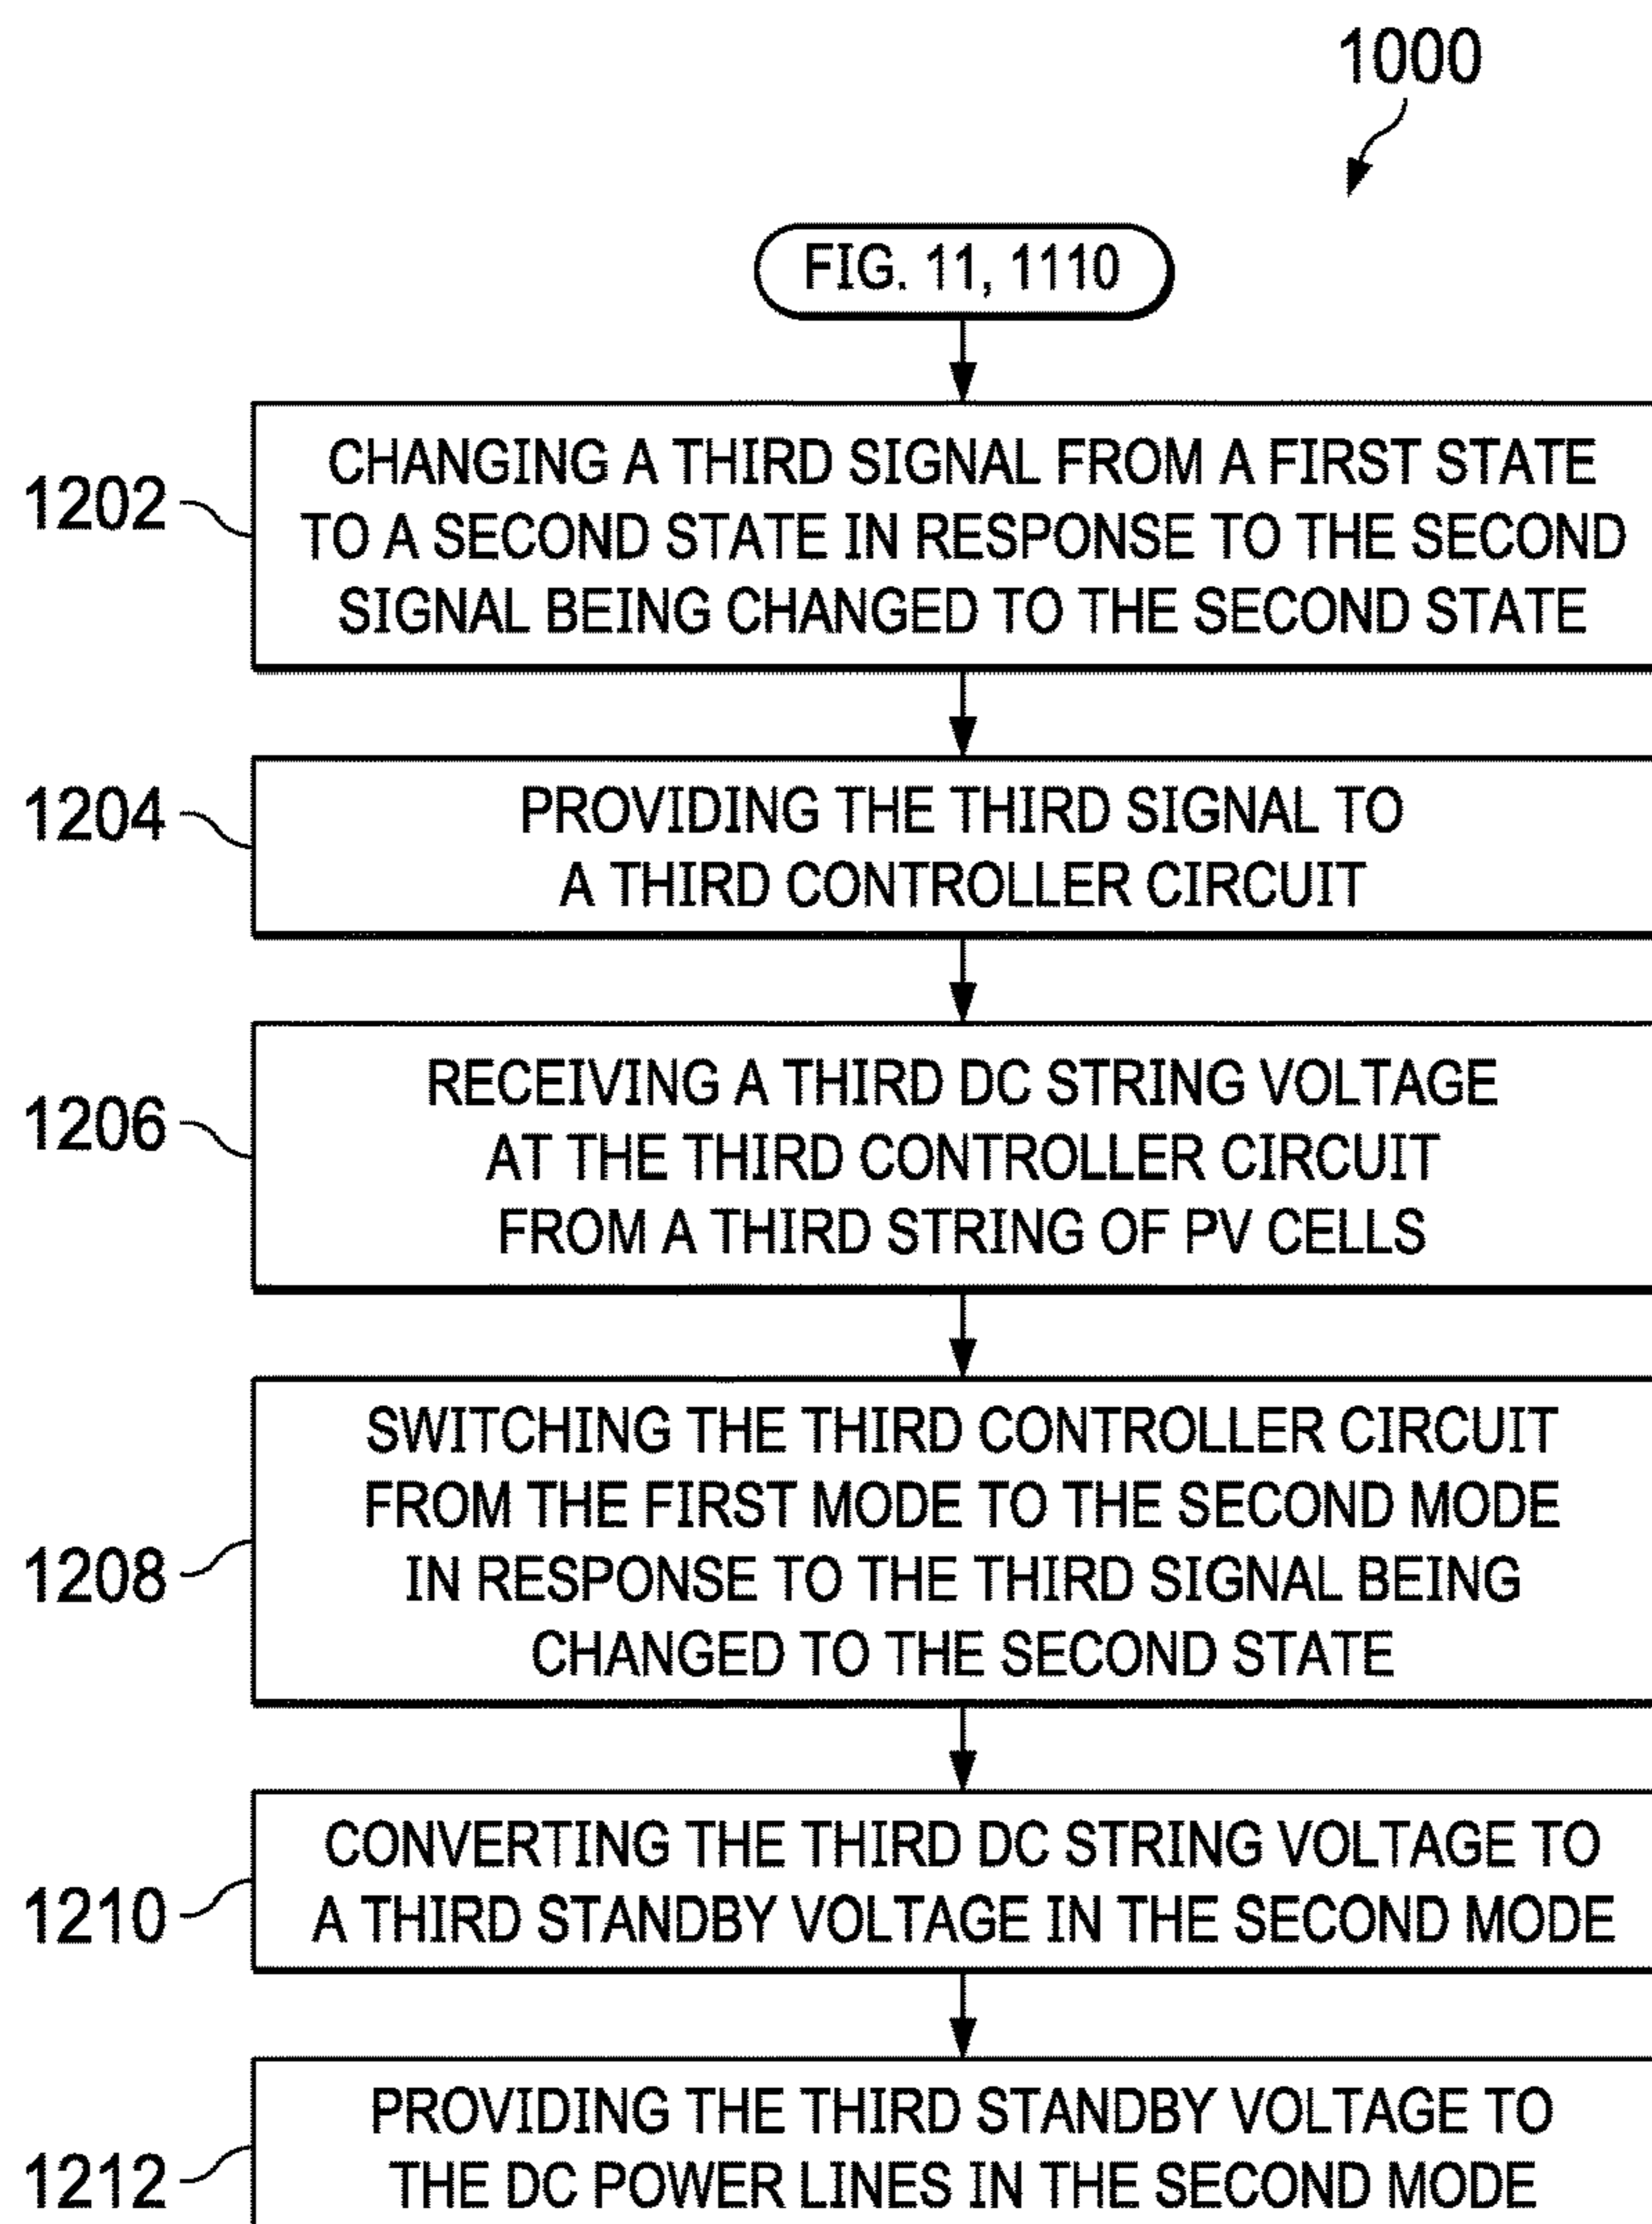 1000
FIG. 11, 1110
1202
CHANGING A THIRD SIGNAL FROM A FIRST STATE
TO A SECOND STATE IN RESPONSE TO THE SECOND
SIGNAL BEING CHANGED TO THE SECOND STATE
1204
PROVIDING THE THIRD SIGNAL TO
A THIRD CONTROLLER CIRCUIT
1206
RECEIVING A THIRD DC STRING VOLTAGE
AT THE THIRD CONTROLLER CIRCUIT
FROM A THIRD STRING OF PV CELLS
1208
SWITCHING THE THIRD CONTROLLER CIRCUIT
FROM THE FIRST MODE TO THE SECOND MODE
IN RESPONSE TO THE THIRD SIGNAL BEING
CHANGED TO THE SECOND STATE
1210
CONVERTING THE THIRD DC STRING VOLTAGE TO
A THIRD STANDBY VOLTAGE IN THE SECOND MODE
1212
PROVIDING THE THIRD STANDBY VOLTAGE TO
THE DC POWER LINES IN THE SECOND MODE